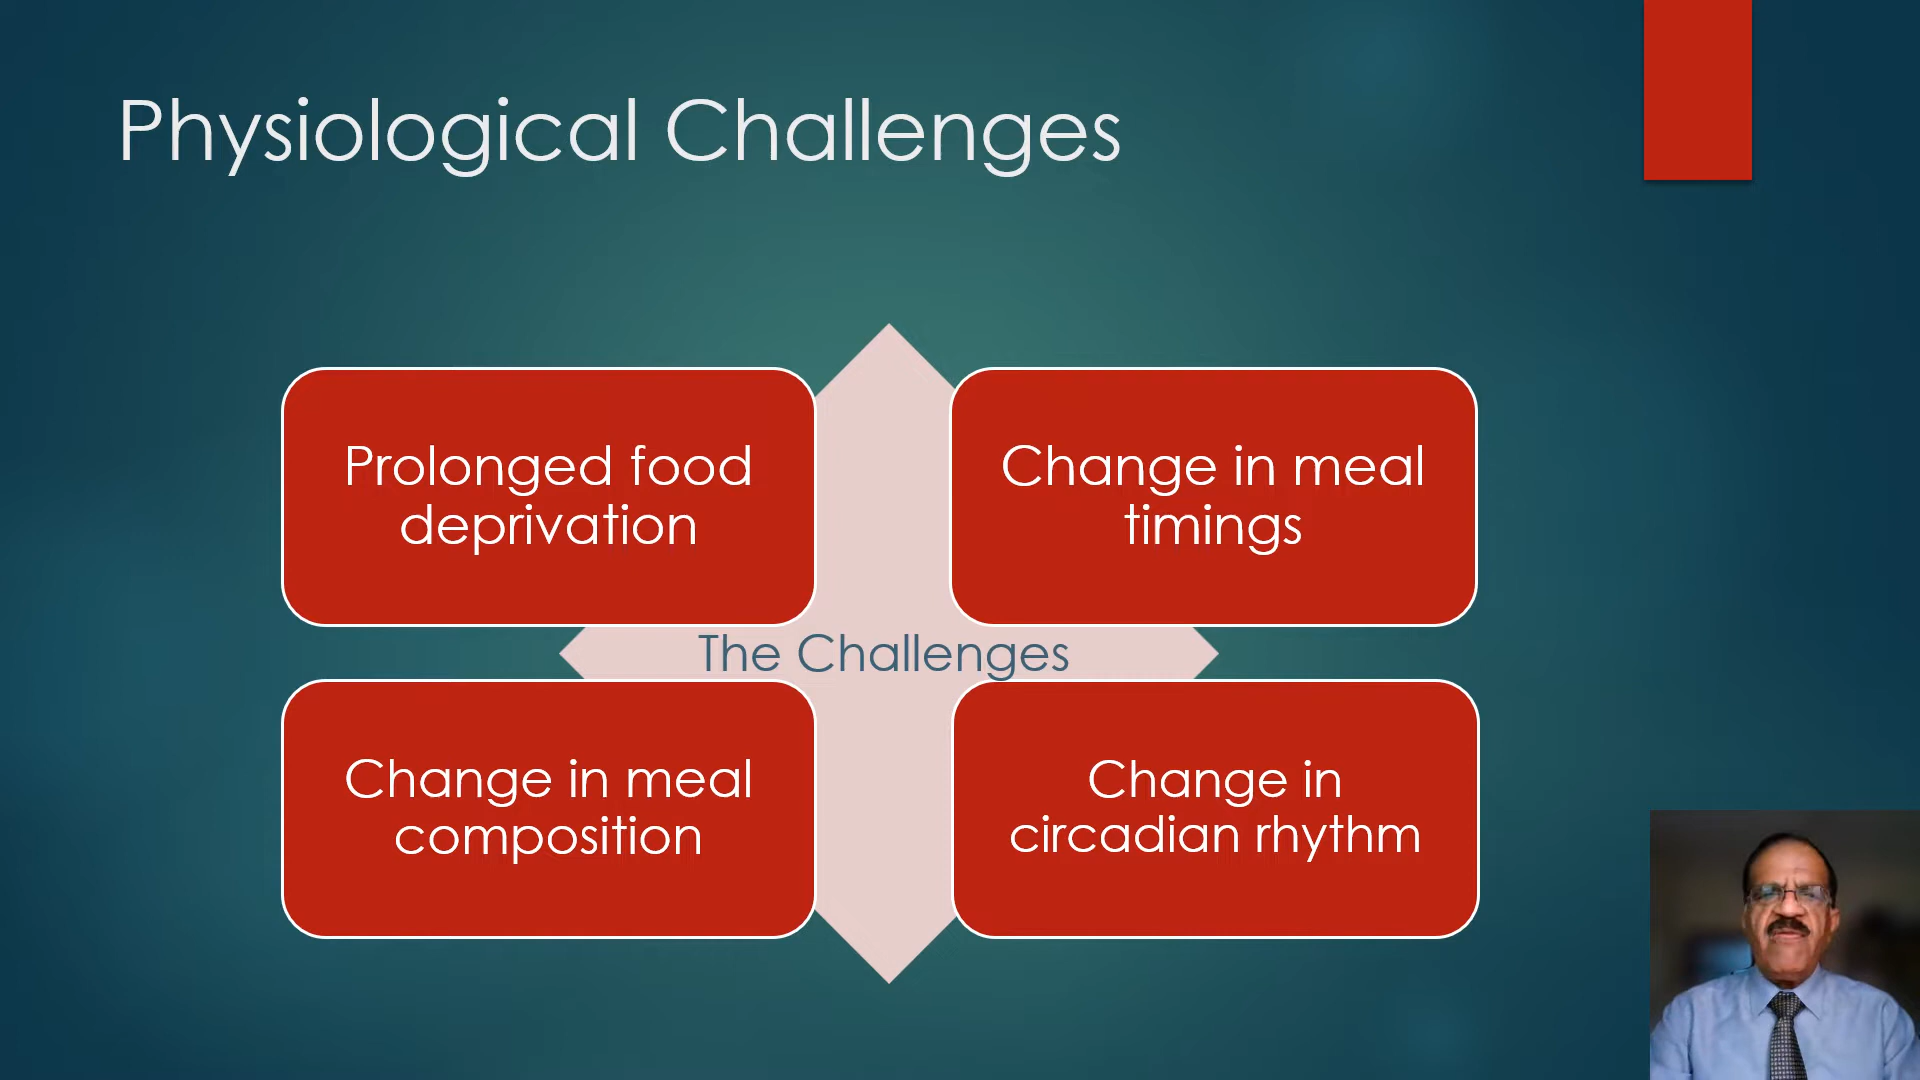 Physiological Challenges
Prolonged food
deprivation
Change in meal
timings
The Challenges
Change in meal
composition
Change in
circadian rhythm